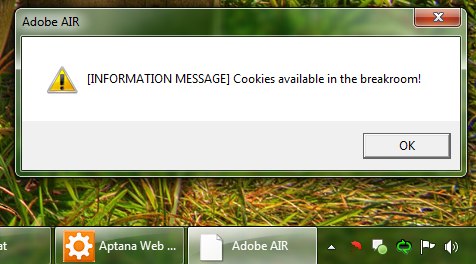 Adobe AIR
[INFORMATION MESSAGE] Cookies available in the breakroom!
OK
at
Aptana Web ...
Adobe AIR